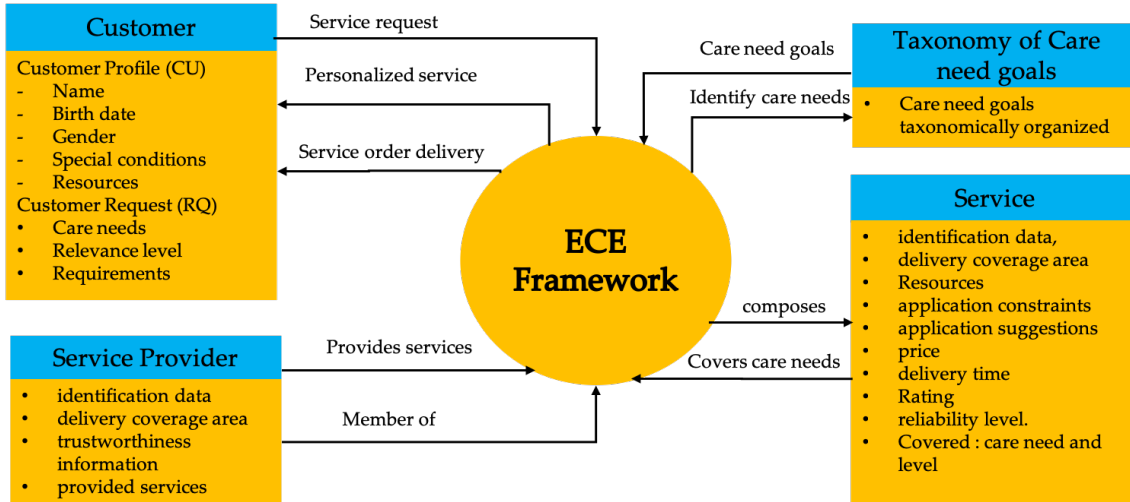 Customer
Customer Profile (CU)
- Name
- Birth date
- Gender
- Special conditions
- Resources
Customer Request (RQ)
• Care needs
• Relevance level
• Requirements
Service request
Personalized service
Service order delivery
Care need goals
Identify care needs
Taxonomy of Care
need goals
• Care need goals
taxonomically organized
ECE
Framework
Service
• identification data,
• delivery coverage area
• Resources
• application constraints
• application suggestions
• price
• delivery time
• Rating
• reliability level.
• Covered : care need and
level
composes
Covers care needs
Service Provider
• identification data
• delivery coverage area
• trustworthiness
information
• provided services
Provides services
Member of